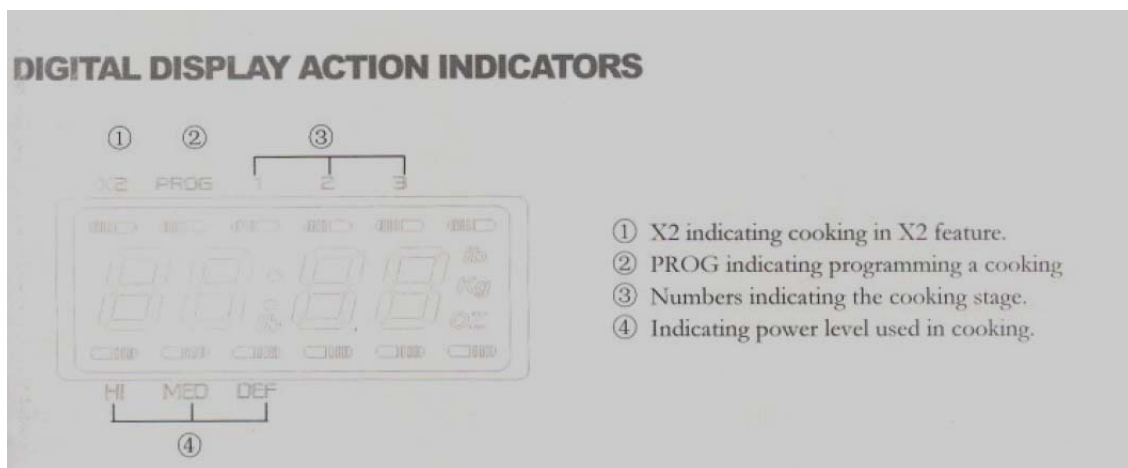 DIGITAL DISPLAY ACTION INDICATORS
① ② ③
X2 PROG 1 2 3
lb
Kg
OZ
HI MED DEF
④
① X2 indicating cooking in X2 feature.
② PROG indicating programming a cooking
③ Numbers indicating the cooking stage.
④ Indicating power level used in cooking.